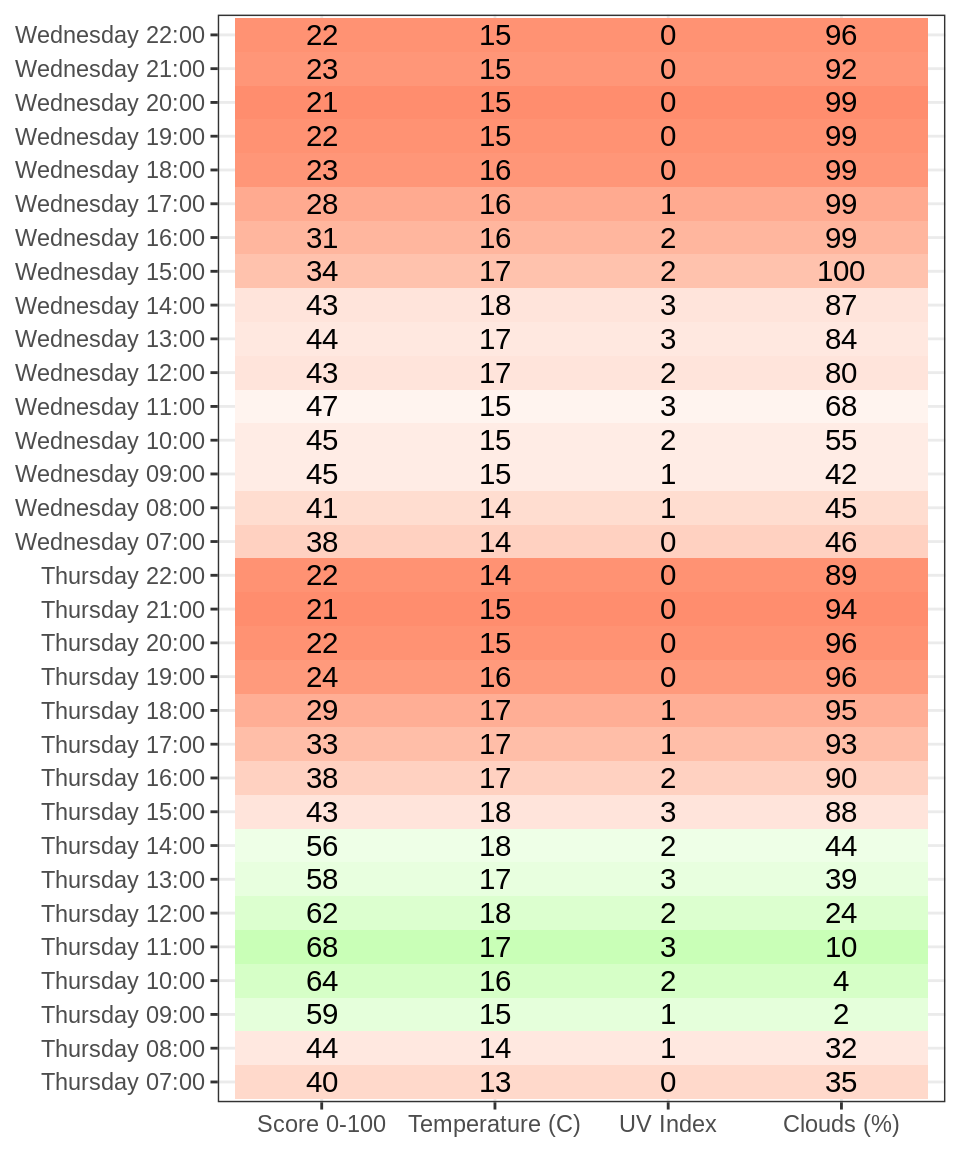 Wednesday 22:00 22 15 0 96
Wednesday 21:00 23 15 0 92
Wednesday 20:00 21 15 0 99
Wednesday 19:00 22 15 0 99
Wednesday 18:00 23 16 0 99
Wednesday 17:00 28 16 1 99
Wednesday 16:00 31 16 2 99
Wednesday 15:00 34 17 2 100
Wednesday 14:00 43 18 3 87
Wednesday 13:00 44 17 3 84
Wednesday 12:00 43 17 2 80
Wednesday 11:00 47 15 3 68
Wednesday 10:00 45 15 2 55
Wednesday 09:00 45 15 1 42
Wednesday 08:00 41 14 1 45
Wednesday 07:00 38 14 0 46
Thursday 22:00 22 14 0 89
Thursday 21:00 21 15 0 94
Thursday 20:00 22 15 0 96
Thursday 19:00 24 16 0 96
Thursday 18:00 29 17 1 95
Thursday 17:00 33 17 1 93
Thursday 16:00 38 17 2 90
Thursday 15:00 43 18 3 88
Thursday 14:00 56 18 2 44
Thursday 13:00 58 17 3 39
Thursday 12:00 62 18 2 24
Thursday 11:00 68 17 3 10
Thursday 10:00 64 16 2 4
Thursday 09:00 59 15 1 2
Thursday 08:00 44 14 1 32
Thursday 07:00 40 13 0 35
Score 0-100 Temperature (C) UV Index Clouds (%)